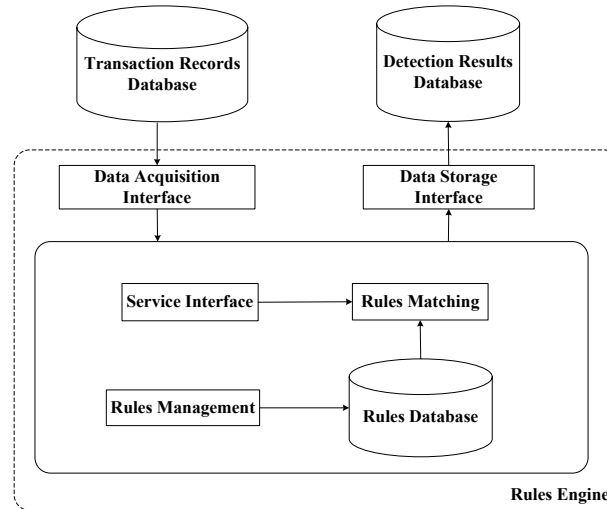 Transaction Records
Database
Detection Results
Database
Data Acquisition
Interface
Data Storage
Interface
Service Interface
Rules Matching
Rules Management
Rules Database
Rules Engine